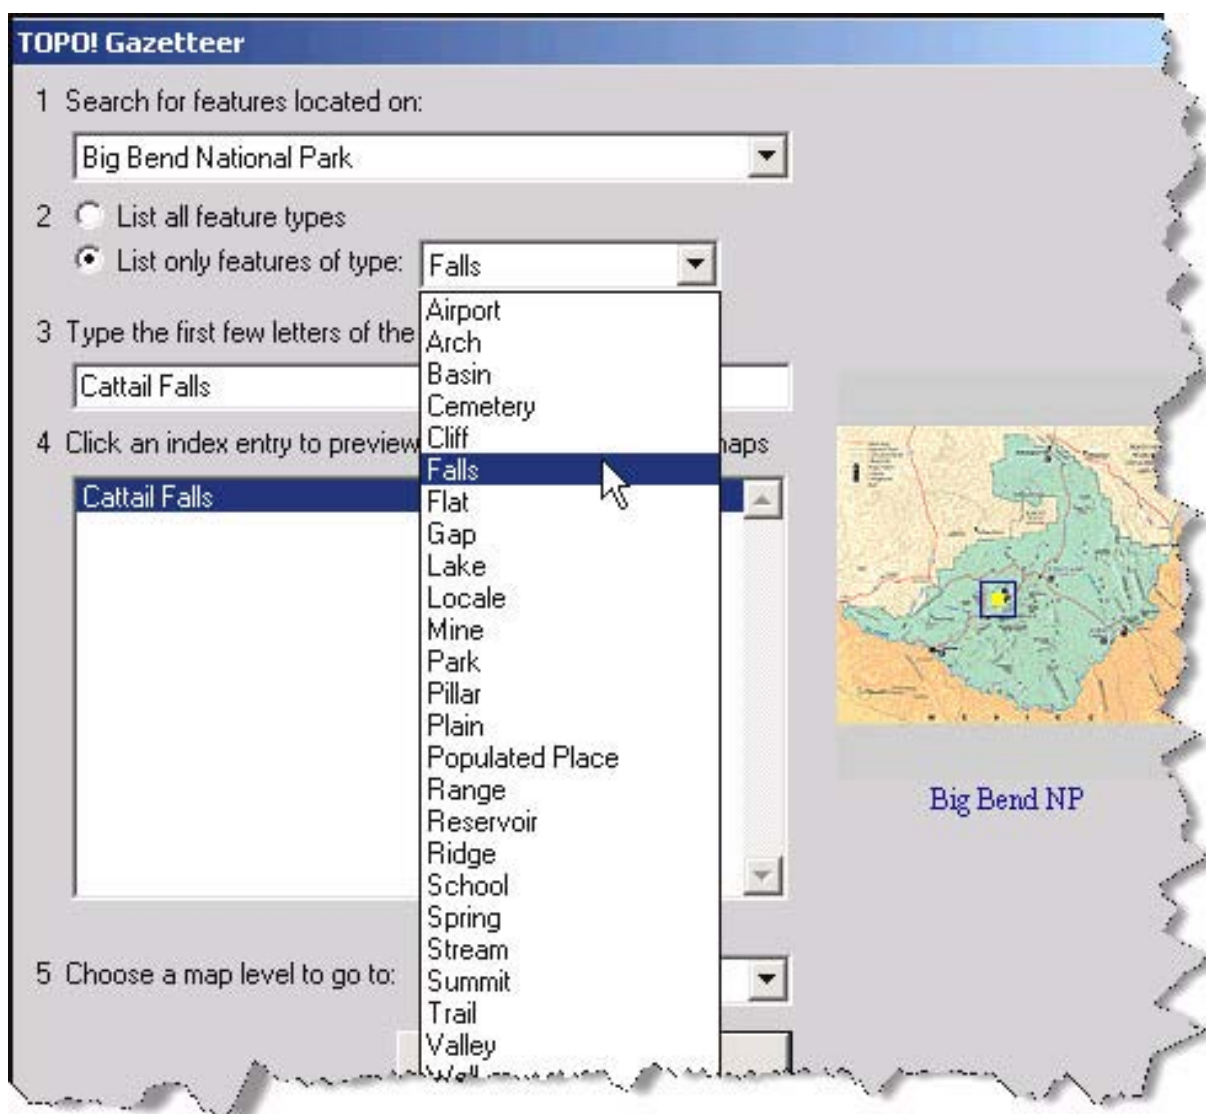 TOPO! Gazetteer
1 Search for features located on:
Big Bend National Park
2 List all feature types
List only features of type: Falls
Airport
Arch
Basin
Cemetery
Cliff
Falls
Flat
Gap
Lake
Locale
Mine
Park
Pillar
Plain
Populated Place
Range
Reservoir
Ridge
School
Spring
Stream
Summit
Trail
Valley
3 Type the first few letters of the
Cattail Falls
4 Click an index entry to preview maps
Cattail Falls
5 Choose a map level to go to:
Big Bend NP